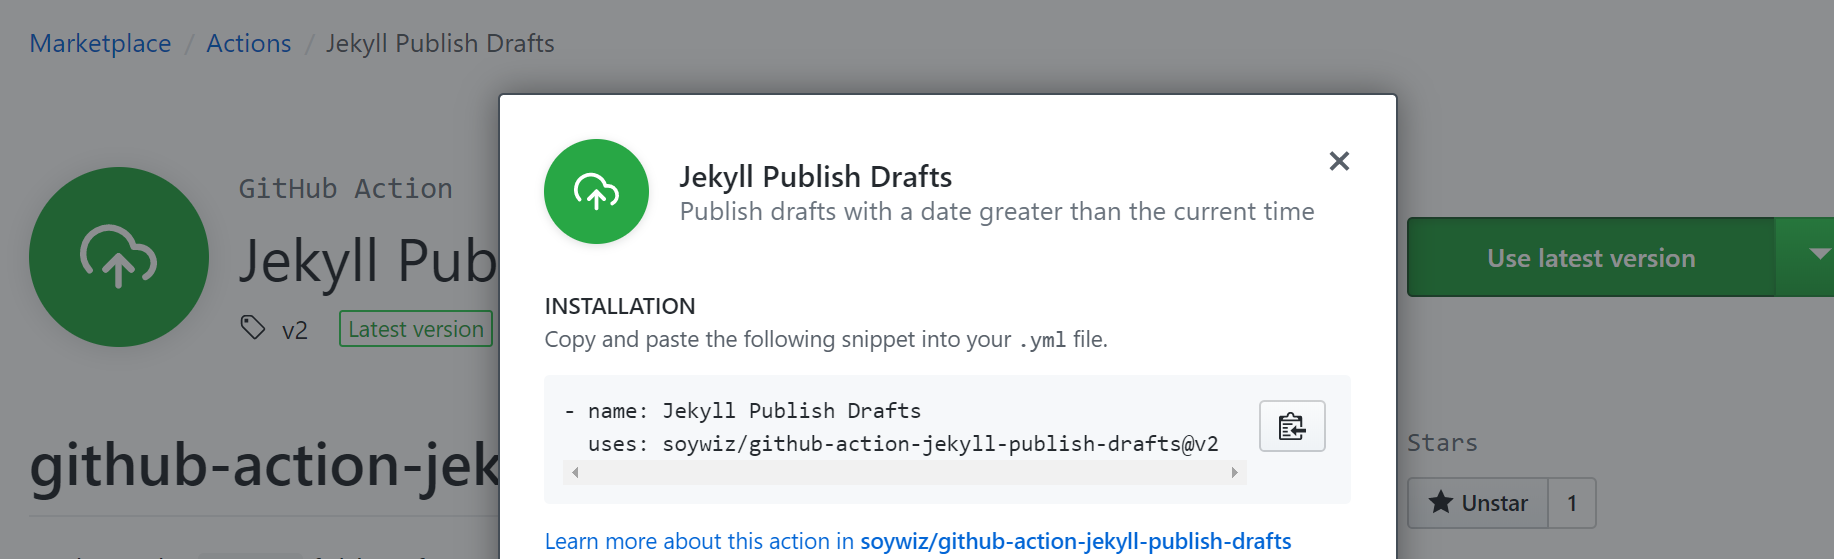 Marketplace / Actions / Jekyll Publish Drafts
GitHub Action
Jekyll Pub
v2 Latest version
github-action-jek
Jekyll Publish Drafts
Publish drafts with a date greater than the current time
INSTALLATION
Copy and paste the following snippet into your .yml file.
- name: Jekyll Publish Drafts
uses: soywiz/github-action-jekyll-publish-drafts@v2
Learn more about this action in soywiz/github-action-jekyll-publish-drafts
Use latest version
Stars
Unstar 1